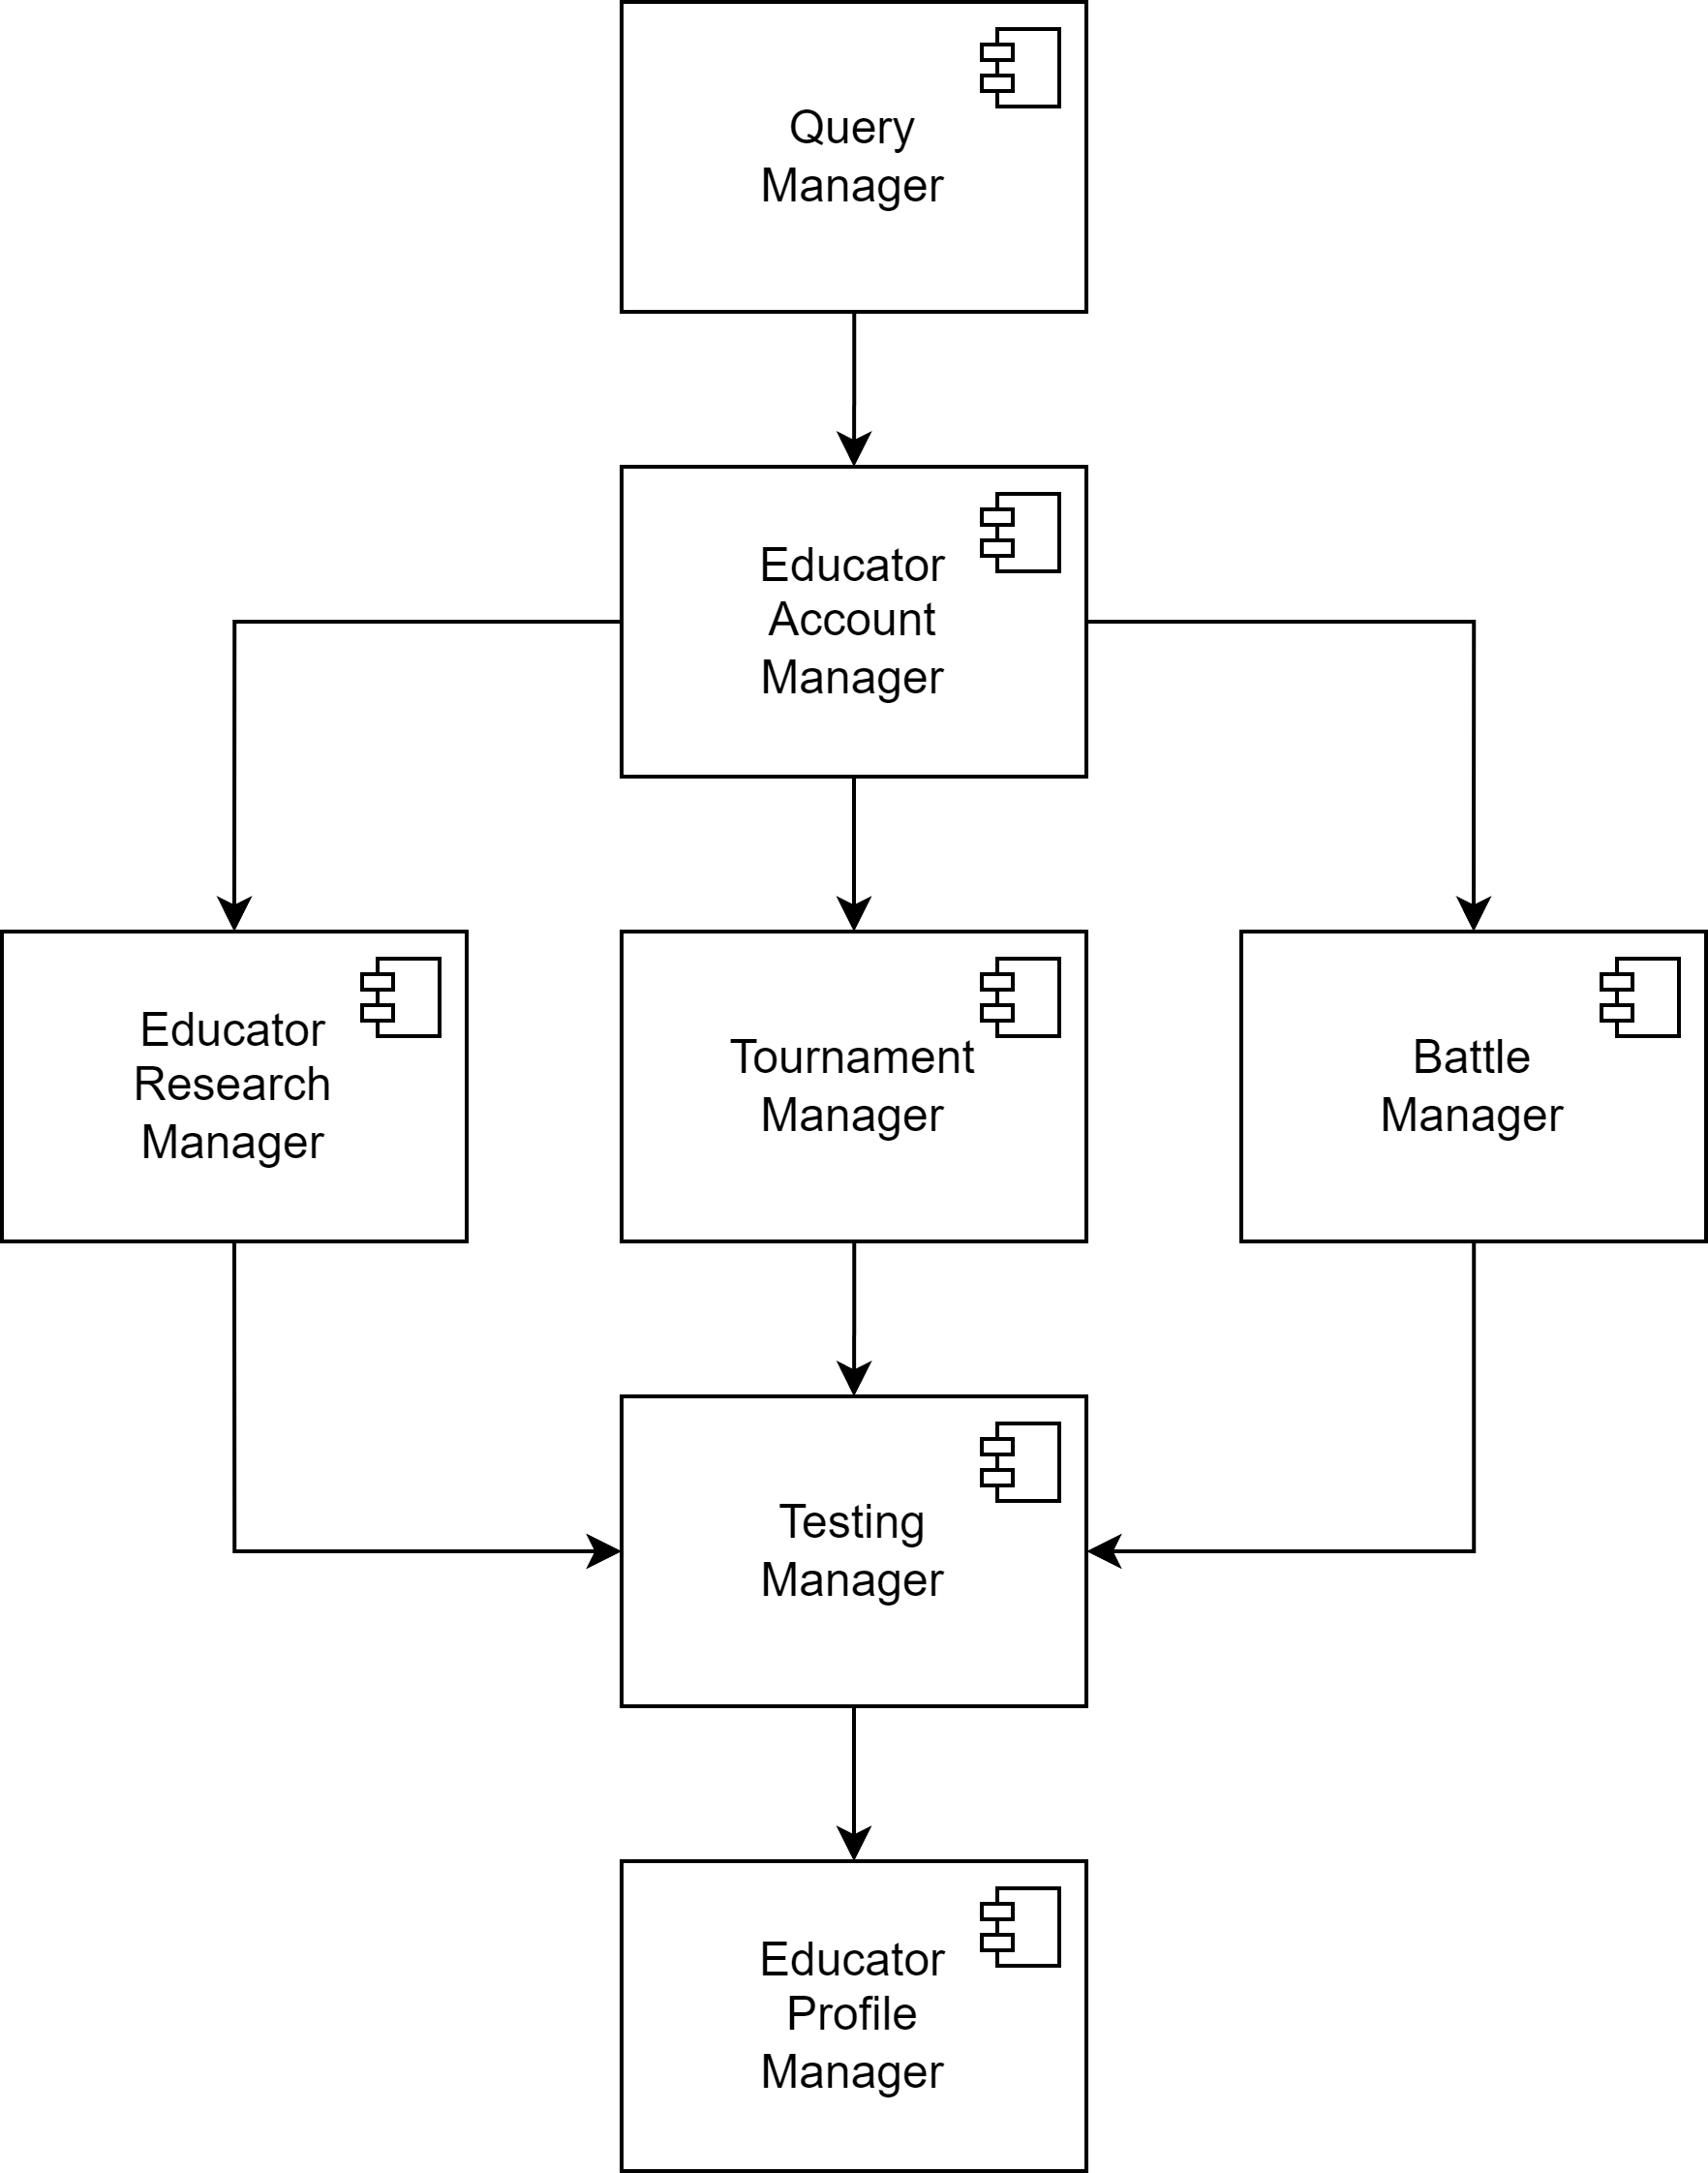 Query
Manager
Educator
Account
Manager
Educator
Research
Manager
Tournament
Manager
Battle
Manager
Testing
Manager
Educator
Profile
Manager